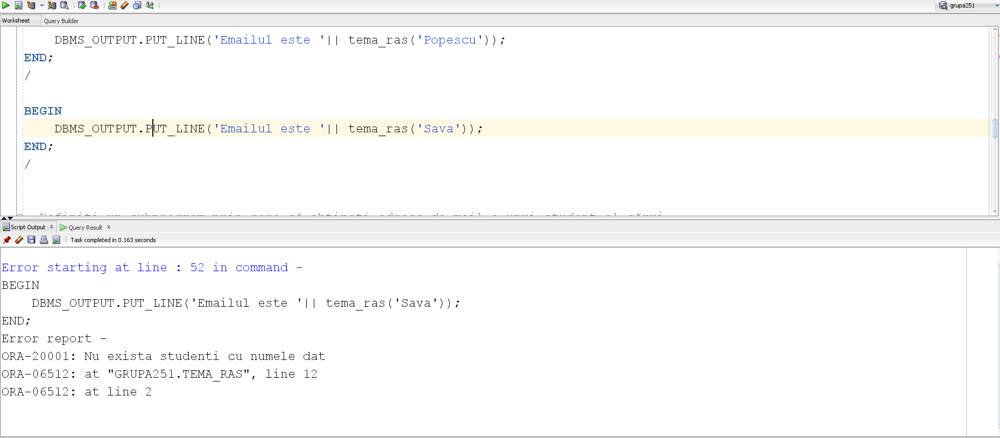 grupa251
Worksheet Query Builder
DBMS_OUTPUT.PUT_LINE('Emailul este '|| tema_ras('Popescu'));
END;
/
BEGIN
DBMS_OUTPUT.PUT_LINE('Emailul este '|| tema_ras('Sava'));
END;
/
Script Output x Query Result x
Task completed in 0.163 seconds
Error starting at line : 52 in command -
BEGIN
DBMS_OUTPUT.PUT_LINE('Emailul este '|| tema_ras('Sava'));
END;
Error report -
ORA-20001: Nu exista studenti cu numele dat
ORA-06512: at "GRUPA251.TEMA_RAS", line 12
ORA-06512: at line 2